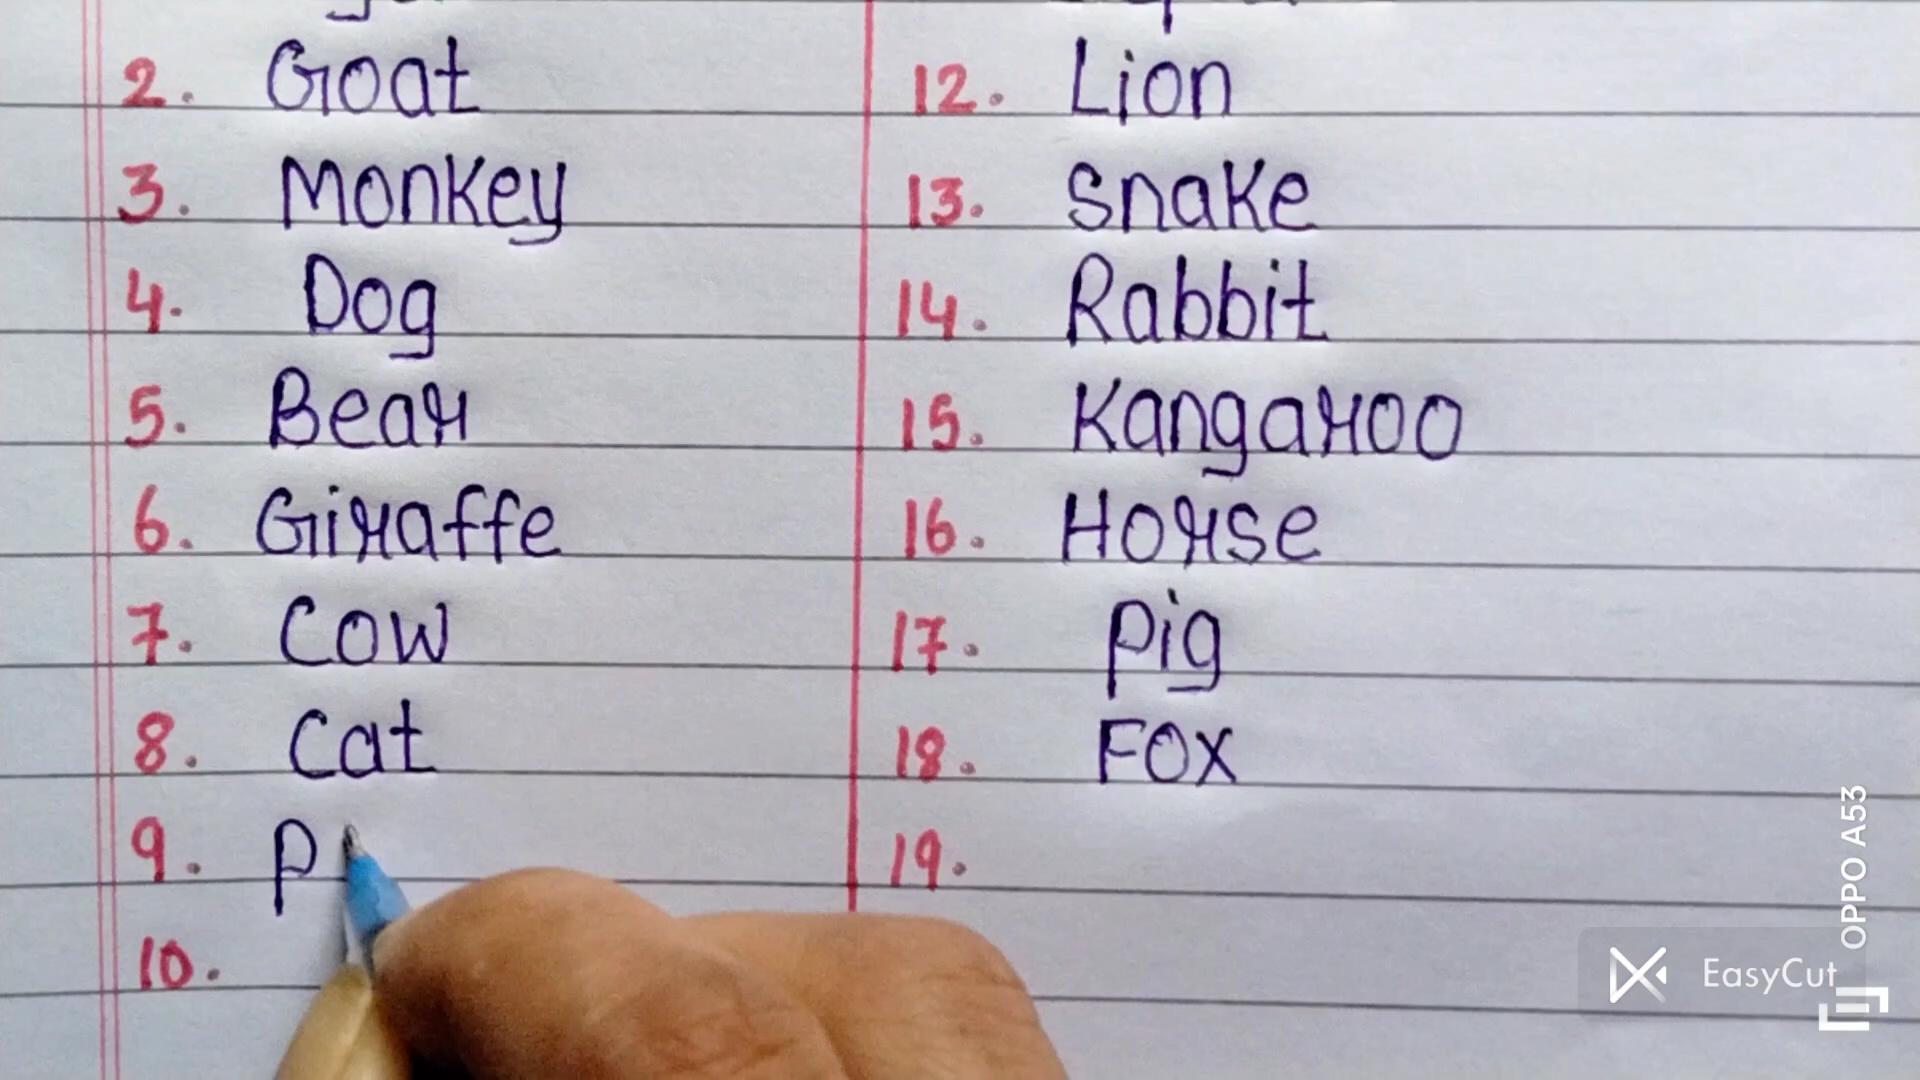 2. Goat
3. Monkey
4. Dog
5. Bear
6. Giraffe
7. Cow
8. Cat
9. P
10.
12. Lion
13. Snake
14. Rabbit
15. Kangaroo
16. Horse
17. Pig
18. Fox
19.
OPPO A53
EasyCut